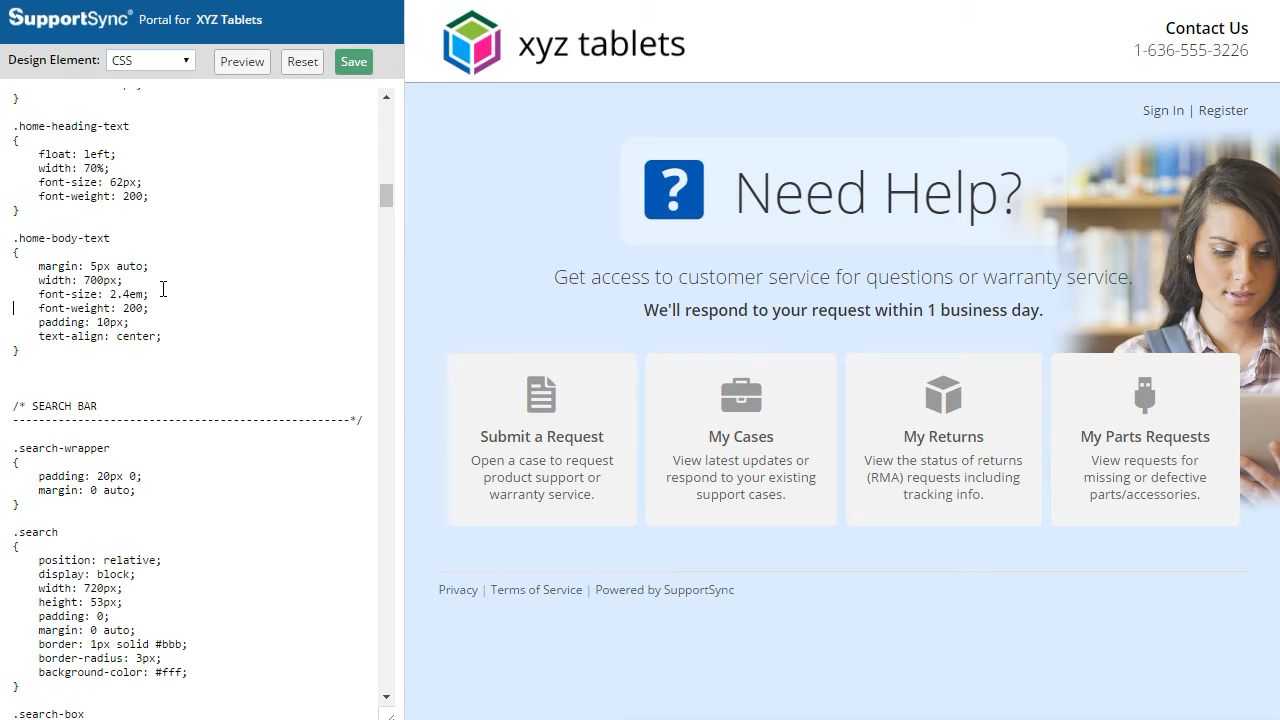 SupportSync® Portal for XYZ Tablets
Design Element: CSS Preview Reset Save
}
.home-heading-text
{
float: left;
width: 70%;
font-size: 62px;
font-weight: 200;
}
.home-body-text
{
margin: 5px auto;
width: 700px;
font-size: 2.4em;
font-weight: 200;
padding: 10px;
text-align: center;
}
/* SEARCH BAR
----------------------------------------------------*/
.search-wrapper
{
padding: 20px 0;
margin: 0 auto;
}
.search
{
position: relative;
display: block;
width: 720px;
height: 53px;
padding: 0;
margin: 0 auto;
border: 1px solid #bbb;
border-radius: 3px;
background-color: #fff;
}
.search-box
xyz tablets
Contact Us
1-636-555-3226
Sign In | Register
? Need Help?
Get access to customer service for questions or warranty service.
We'll respond to your request within 1 business day.
Submit a Request
Open a case to request
product support or
warranty service.
My Cases
View latest updates or
respond to your existing
support cases.
My Returns
View the status of returns
(RMA) requests including
tracking info.
My Parts Requests
View requests for
missing or defective
parts/accessories.
Privacy | Terms of Service | Powered by SupportSync